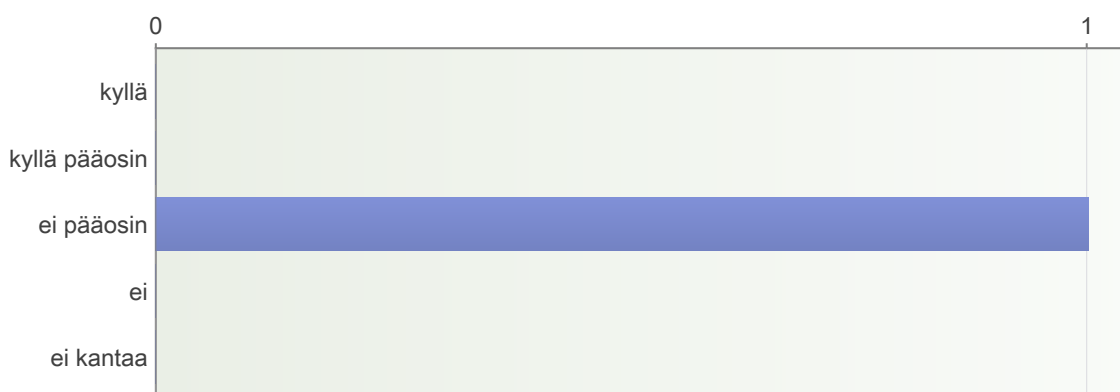 0 1
kyllä
kyllä pääosin
ei pääosin
ei
ei kantaa